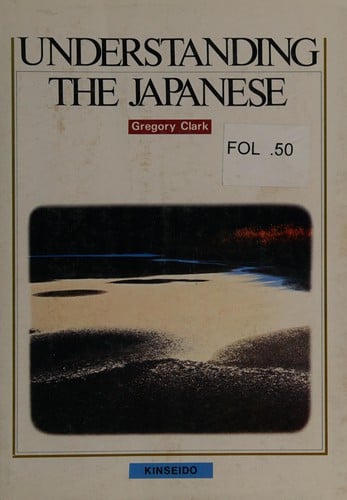 UNDERSTANDING
THE JAPANESE
Gregory Clark
FOL .50
KINSEIDO